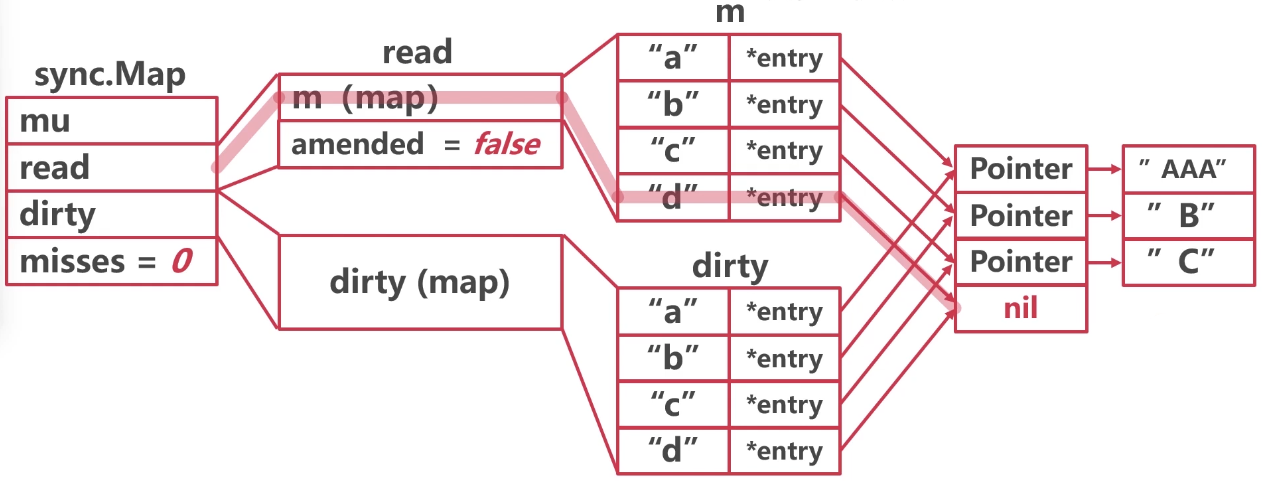 sync.Map
mu
read
dirty
misses = 0
read
m (map)
amended = false
dirty (map)
m
“a” *entry
“b” *entry
“c” *entry
“d” *entry
dirty
“a” *entry
“b” *entry
“c” *entry
“d” *entry
Pointer
Pointer
Pointer
nil
” AAA”
” B”
” C”